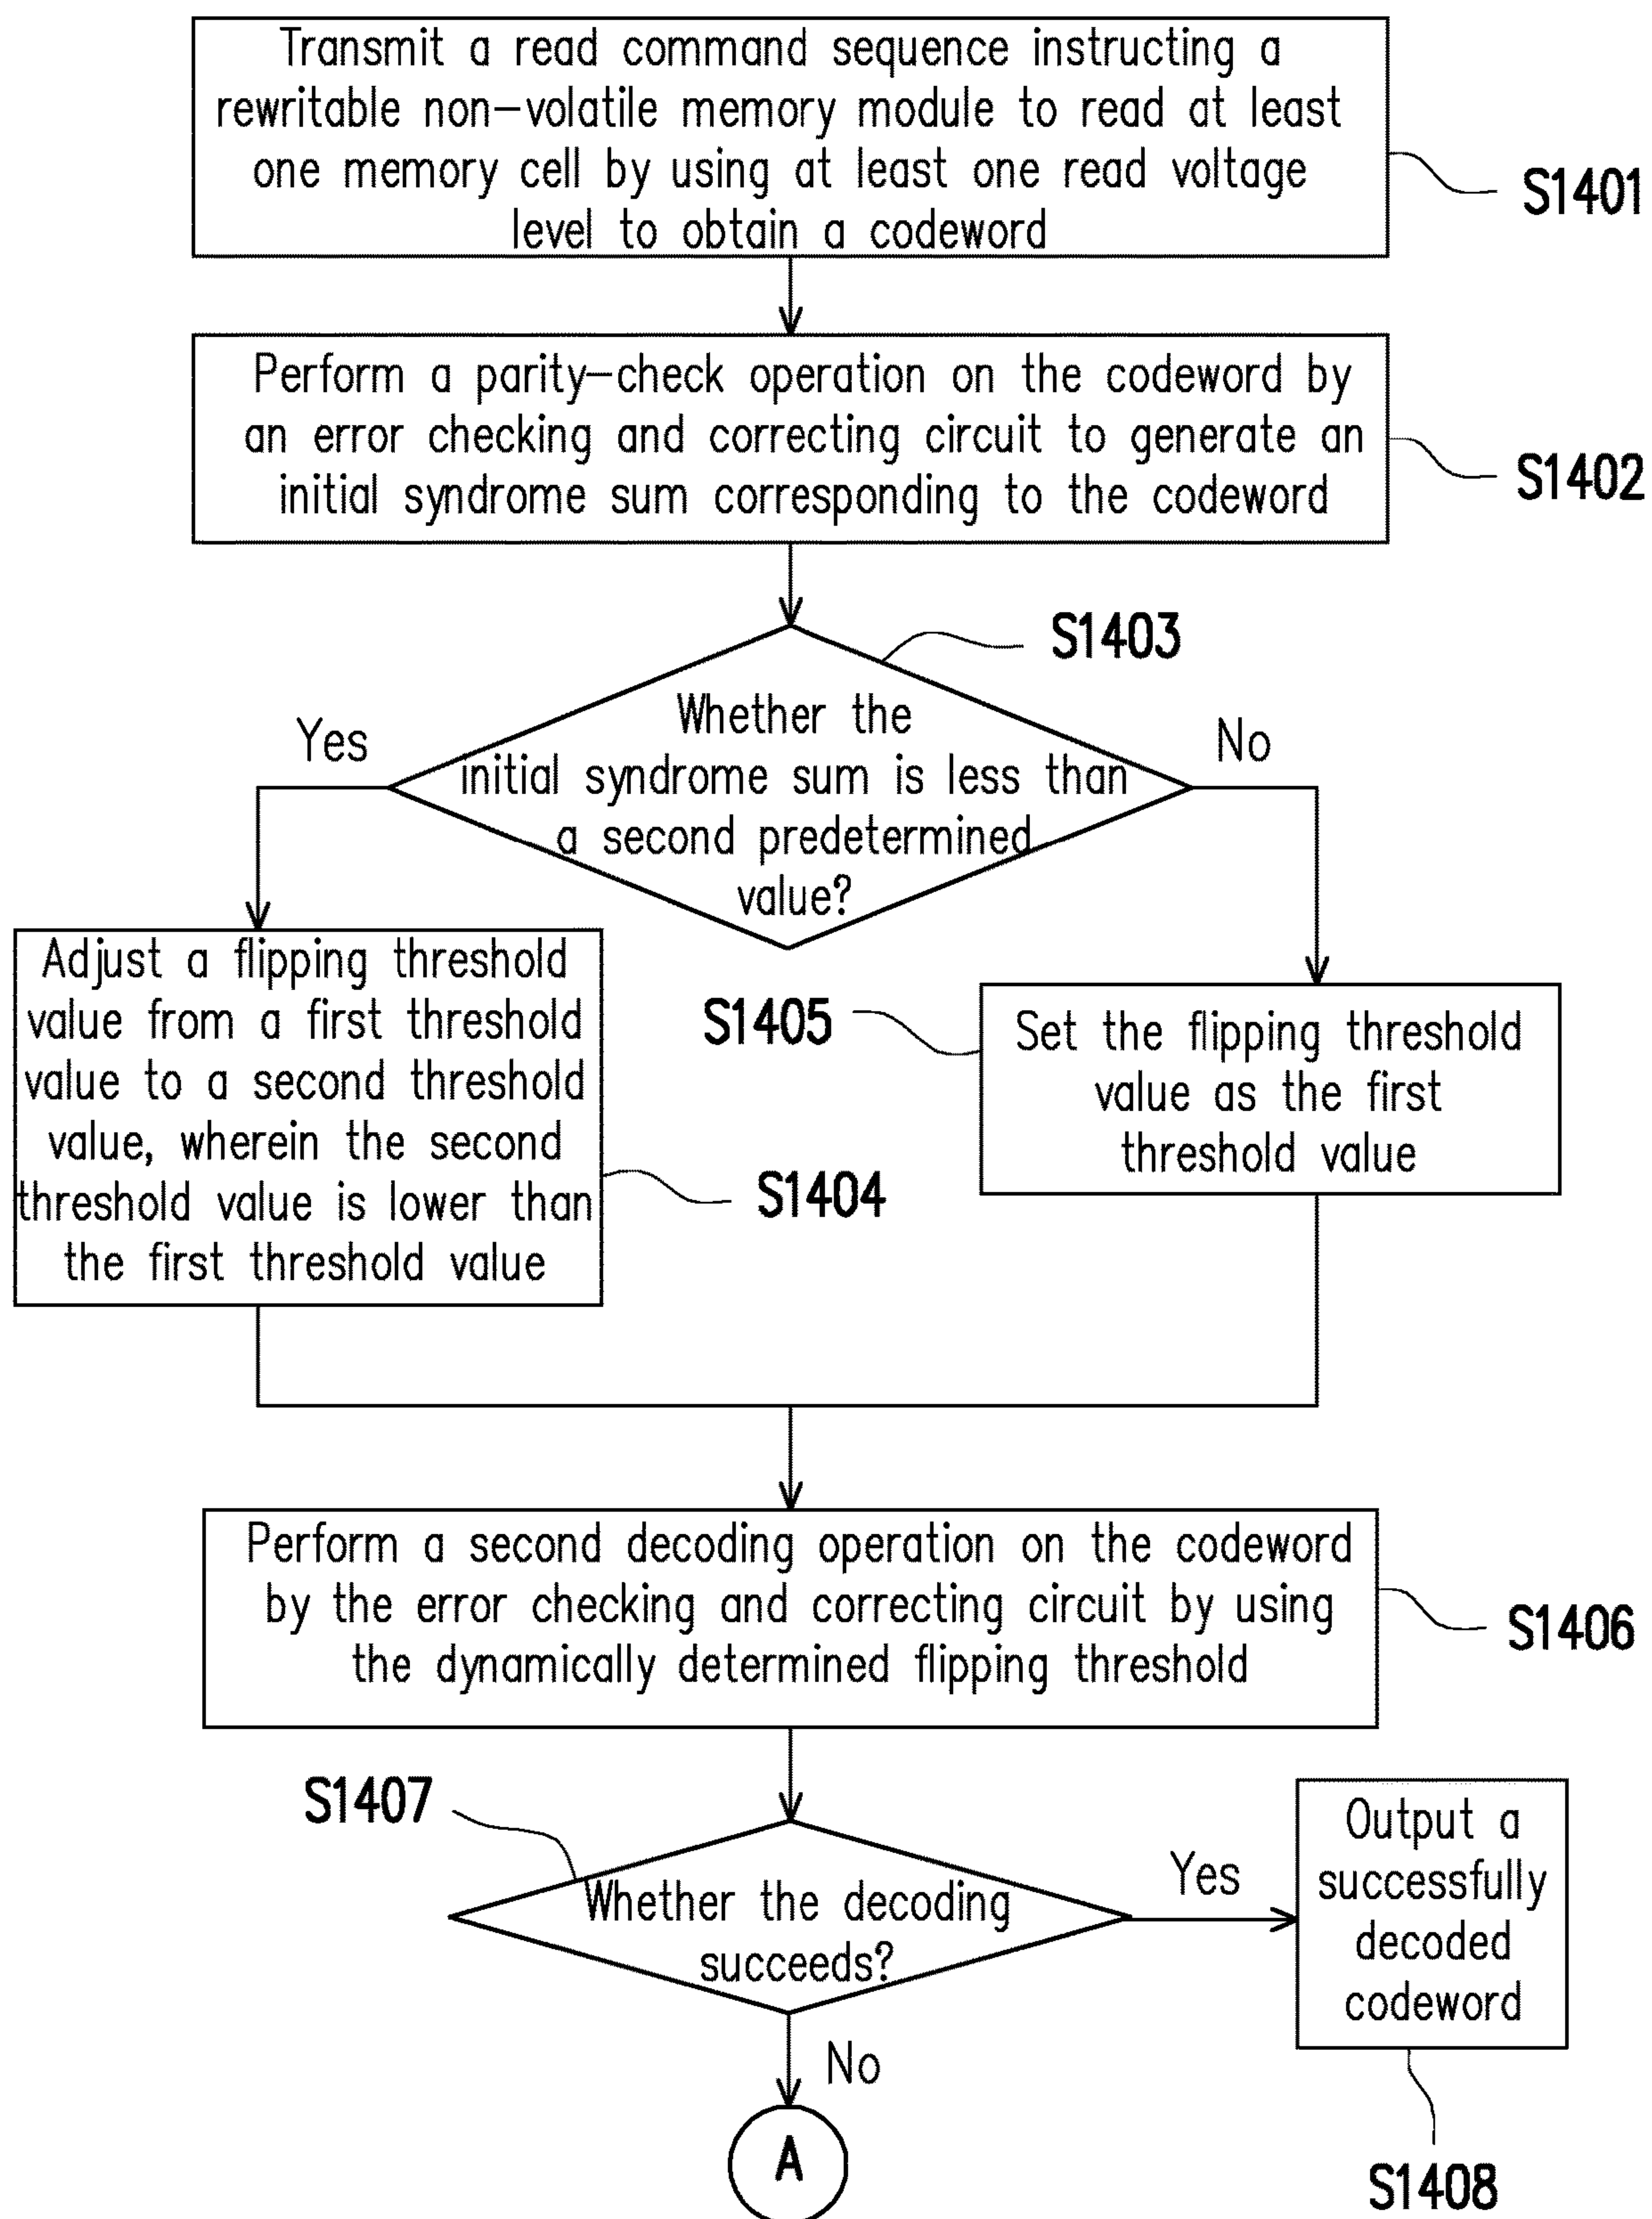 Transmit a read command sequence instructing a
rewritable non-volatile memory module to read at least
one memory cell by using at least one read voltage
level to obtain a codeword
S1401
Perform a parity-check operation on the codeword by
an error checking and correcting circuit to generate an
initial syndrome sum corresponding to the codeword
S1402
S1403
Whether the
initial syndrome sum is less than
a second predetermined
value?
Yes
No
Adjust a flipping threshold
value from a first threshold
value to a second threshold
value, wherein the second
threshold value is lower than
the first threshold value
S1404
S1405
Set the flipping threshold
value as the first
threshold value
Perform a second decoding operation on the codeword
by the error checking and correcting circuit by using
the dynamically determined flipping threshold
S1406
S1407
Whether the decoding
succeeds?
Yes
Output a
successfully
decoded
codeword
S1408
No
A